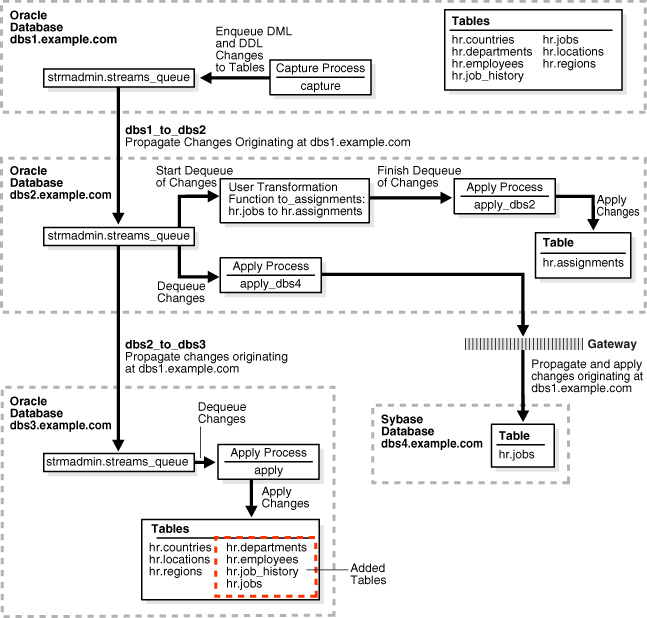 Oracle
Database
dbs1.example.com
Enqueue DML
and DDL
Changes
to Tables
strmadmin.streams_queue
Capture Process
capture
Tables
hr.countries hr.jobs
hr.departments hr.locations
hr.employees hr.regions
hr.job_history
dbs1_to_dbs2
Propagate Changes Originating at dbs1.example.com
Oracle
Database
dbs2.example.com
Start Dequeue
of Changes
User Transformation
Function to_assignments:
hr.jobs to hr.assignments
Finish Dequeue
of Changes
Apply Process
apply_dbs2
Apply
Changes
strmadmin.streams_queue
Table
hr.assignments
Dequeue
Changes
Apply Process
apply_dbs4
Gateway
dbs2_to_dbs3
Propagate changes originating
at dbs1.example.com
Propagate and apply
changes originating at
dbs1.example.com
Oracle
Database
dbs3.example.com
Dequeue
Changes
Sybase
Database
dbs4.example.com
Table
hr.jobs
strmadmin.streams_queue
Apply Process
apply
Apply
Changes
Tables
hr.countries hr.departments
hr.locations hr.employees
hr.regions hr.job_history
hr.jobs
Added
Tables